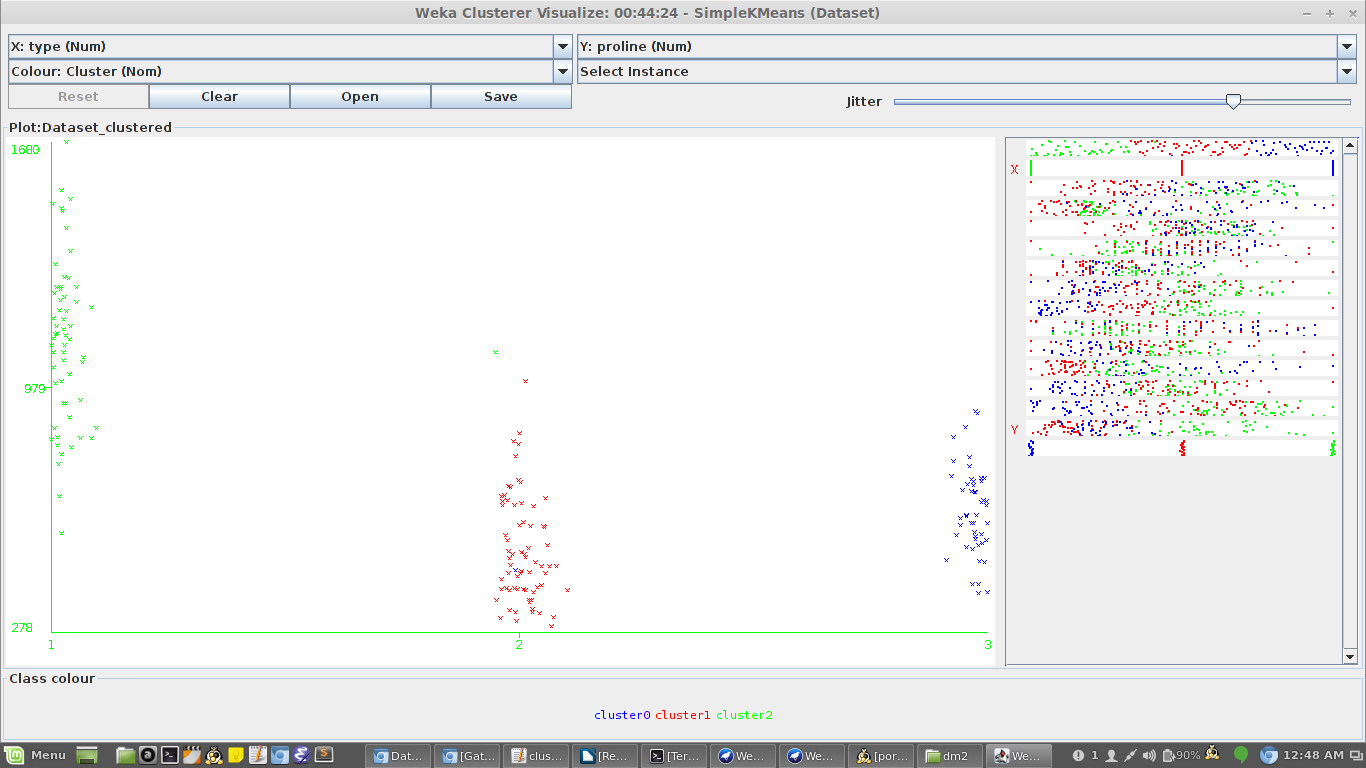 Weka Clusterer Visualize: 00:44:24 - SimpleKMeans (Dataset)
X: type (Num) Y: proline (Num)
Colour: Cluster (Nom) Select Instance
Reset Clear Open Save Jitter
Plot:Dataset_clustered
1680
X
979
Y
278
1 2 3
Class colour
cluster0 cluster1 cluster2
Menu Dat... [Gat... clus... [Re... [Ter... We... We... [por... dm2 We... 1 90% 12:48 AM